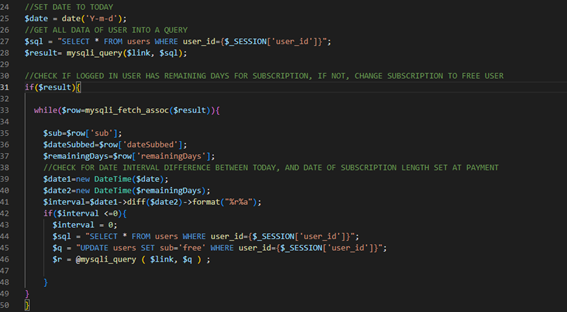 24 //SET DATE TO TODAY
25 $date = date('Y-m-d');
26 //GET ALL DATA OF USER INTO A QUERY
27 $sql = "SELECT * FROM users WHERE user_id={$_SESSION['user_id']}";
28 $result= mysqli_query($link, $sql);
29
30 //CHECK IF LOGGED IN USER HAS REMAINING DAYS FOR SUBSCRIPTION, IF NOT, CHANGE SUBSCRIPTION TO FREE USER
31 if($result){
32
33 while($row=mysqli_fetch_assoc($result)){
34
35 $sub=$row['sub'];
36 $dateSubbed=$row['dateSubbed'];
37 $remainingDays=$row['remainingDays'];
38 //CHECK FOR DATE INTERVAL DIFFERENCE BETWEEN TODAY, AND DATE OF SUBSCRIPTION LENGTH SET AT PAYMENT
39 $date1=new DateTime($date);
40 $date2=new DateTime($remainingDays);
41 $interval=$date1->diff($date2)->format("%r%a");
42 if($interval <=0){
43 $interval = 0;
44 $sql = "SELECT * FROM users WHERE user_id={$_SESSION['user_id']}";
45 $q = "UPDATE users SET sub='free' WHERE user_id={$_SESSION['user_id']}";
46 $r = @mysqli_query ( $link, $q ) ;
47
48 }
49 }
50 }